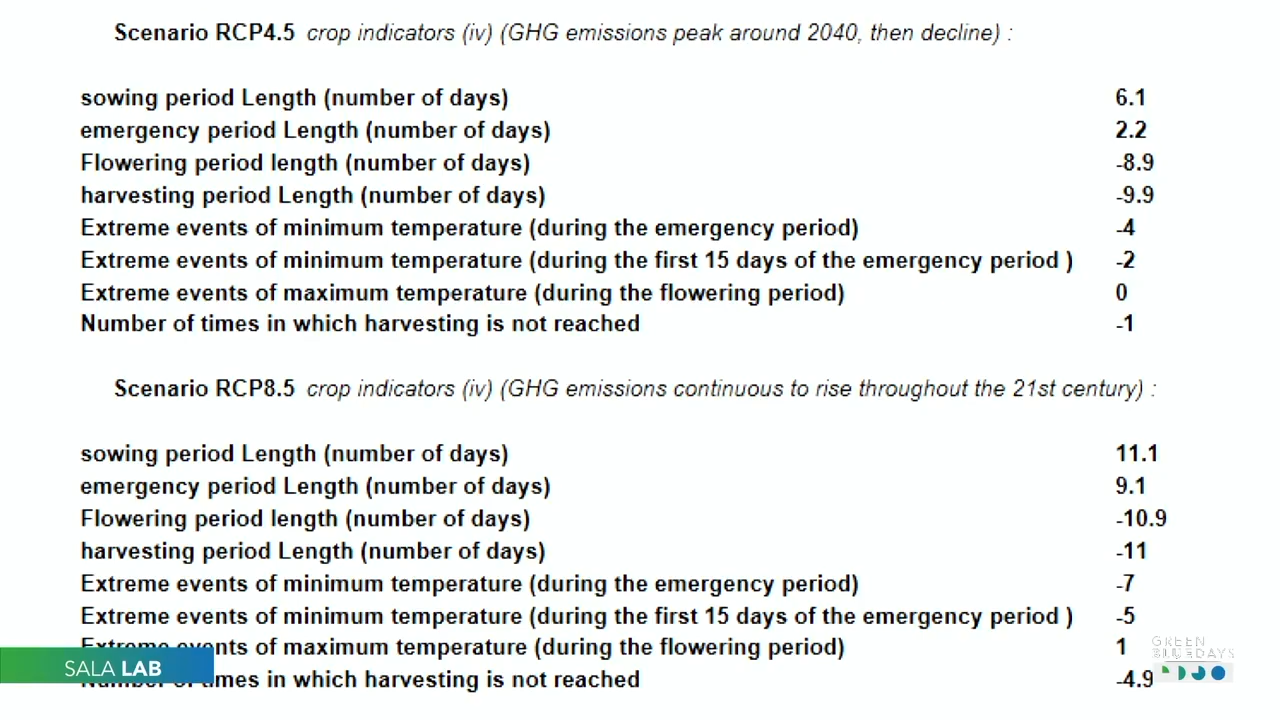 Scenario RCP4.5 crop indicators (iv) (GHG emissions peak around 2040, then decline) :
sowing period Length (number of days) 6.1
emergency period Length (number of days) 2.2
Flowering period length (number of days) -8.9
harvesting period Length (number of days) -9.9
Extreme events of minimum temperature (during the emergency period) -4
Extreme events of minimum temperature (during the first 15 days of the emergency period ) -2
Extreme events of maximum temperature (during the flowering period) 0
Number of times in which harvesting is not reached -1
Scenario RCP8.5 crop indicators (iv) (GHG emissions continuous to rise throughout the 21st century) :
sowing period Length (number of days) 11.1
emergency period Length (number of days) 9.1
Flowering period length (number of days) -10.9
harvesting period Length (number of days) -11
Extreme events of minimum temperature (during the emergency period) -7
Extreme events of minimum temperature (during the first 15 days of the emergency period ) -5
Extreme events of maximum temperature (during the flowering period) 1
Number of times in which harvesting is not reached -4.9
SALA LAB
GREEN
BLUEDAYS